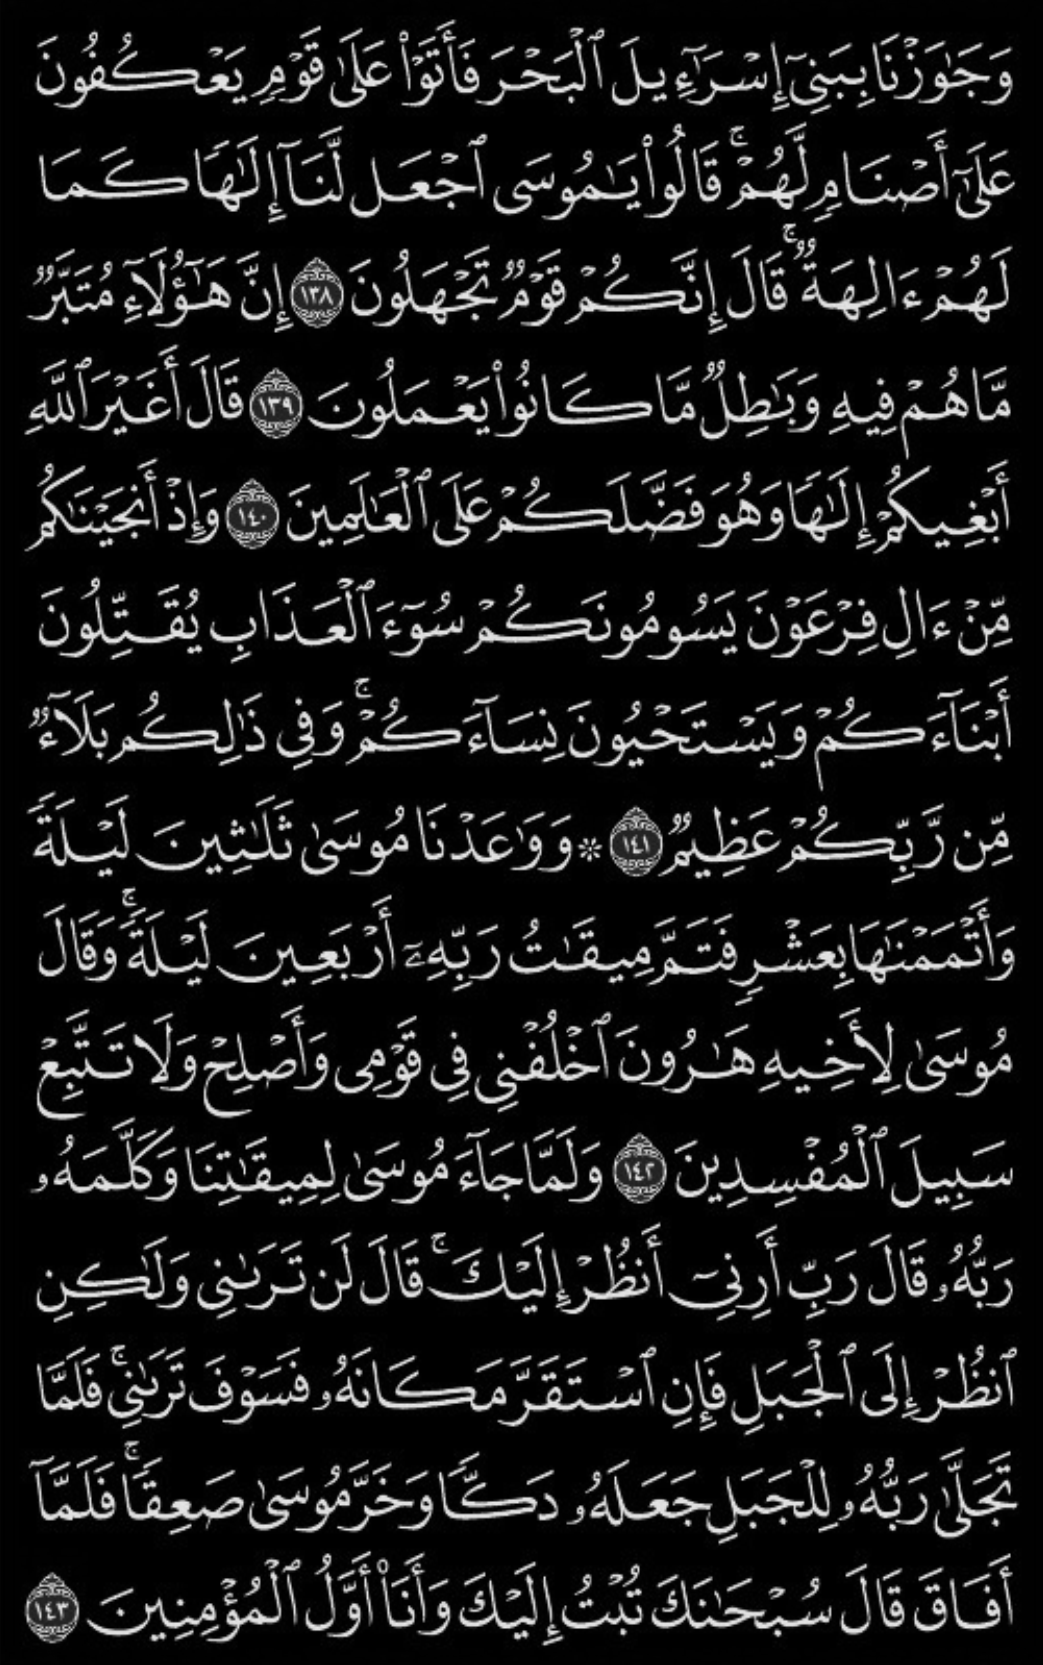 وَجَٰوَزْنَا بِبَنِىٓ إِسْرَٰٓءِيلَ ٱلْبَحْرَ فَأَتَوْا۟ عَلَىٰ قَوْمٍ يَعْكُفُونَ
عَلَىٰٓ أَصْنَامٍ لَّهُمْ ۚ قَالُوا۟ يَٰمُوسَى ٱجْعَل لَّنَآ إِلَٰهًا كَمَا
لَهُمْ ءَالِهَةٌ ۚ قَالَ إِنَّكُمْ قَوْمٌ تَجْهَلُونَ ١٣٨ إِنَّ هَٰٓؤُلَآءِ مُتَبَّرٌ
مَّا هُمْ فِيهِ وَبَٰطِلٌ مَّا كَانُوا۟ يَعْمَلُونَ ١٣٩ قَالَ أَغَيْرَ ٱللَّهِ
أَبْغِيكُمْ إِلَٰهًا وَهُوَ فَضَّلَكُمْ عَلَى ٱلْعَٰلَمِينَ ١٤٠ وَإِذْ أَنجَيْنَٰكُم
مِّنْ ءَالِ فِرْعَوْنَ يَسُومُونَكُمْ سُوٓءَ ٱلْعَذَابِ يُقَتِّلُونَ
أَبْنَآءَكُمْ وَيَسْتَحْيُونَ نِسَآءَكُمْ ۚ وَفِى ذَٰلِكُم بَلَآءٌ
مِّن رَّبِّكُمْ عَظِيمٌ ١٤١ ۞ وَوَٰعَدْنَا مُوسَىٰ ثَلَٰثِينَ لَيْلَةً
وَأَتْمَمْنَٰهَا بِعَشْرٍ فَتَمَّ مِيقَٰتُ رَبِّهِۦٓ أَرْبَعِينَ لَيْلَةً ۚ وَقَالَ
مُوسَىٰ لِأَخِيهِ هَٰرُونَ ٱخْلُفْنِى فِى قَوْمِى وَأَصْلِحْ وَلَا تَتَّبِعْ
سَبِيلَ ٱلْمُفْسِدِينَ ١٤٢ وَلَمَّا جَآءَ مُوسَىٰ لِمِيقَٰتِنَا وَكَلَّمَهُۥ
رَبُّهُۥ قَالَ رَبِّ أَرِنِىٓ أَنظُرْ إِلَيْكَ ۚ قَالَ لَن تَرَىٰنِى وَلَٰكِنِ
ٱنظُرْ إِلَى ٱلْجَبَلِ فَإِنِ ٱسْتَقَرَّ مَكَانَهُۥ فَسَوْفَ تَرَىٰنِى ۚ فَلَمَّا
تَجَلَّىٰ رَبُّهُۥ لِلْجَبَلِ جَعَلَهُۥ دَكًّا وَخَرَّ مُوسَىٰ صَعِقًا ۚ فَلَمَّآ
أَفَاقَ قَالَ سُبْحَٰنَكَ تُبْتُ إِلَيْكَ وَأَنَا۠ أَوَّلُ ٱلْمُؤْمِنِينَ ١٤٣